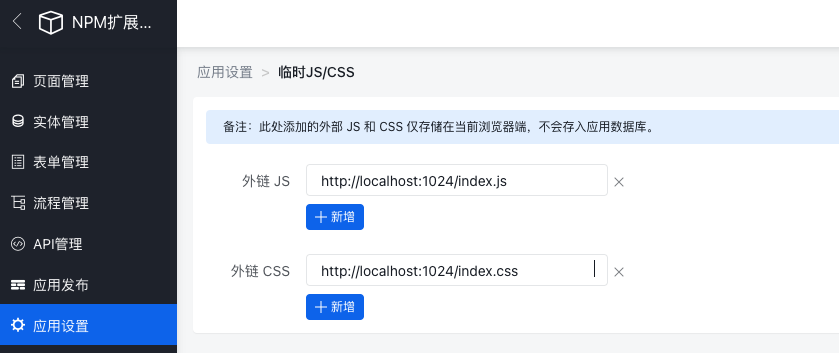 NPM扩展...
页面管理
实体管理
表单管理
流程管理
API管理
应用发布
应用设置
应用设置 > 临时JS/CSS
备注：此处添加的外部 JS 和 CSS 仅存储在当前浏览器端，不会存入应用数据库。
外链 JS http://localhost:1024/index.js
新增
外链 CSS http://localhost:1024/index.css
新增